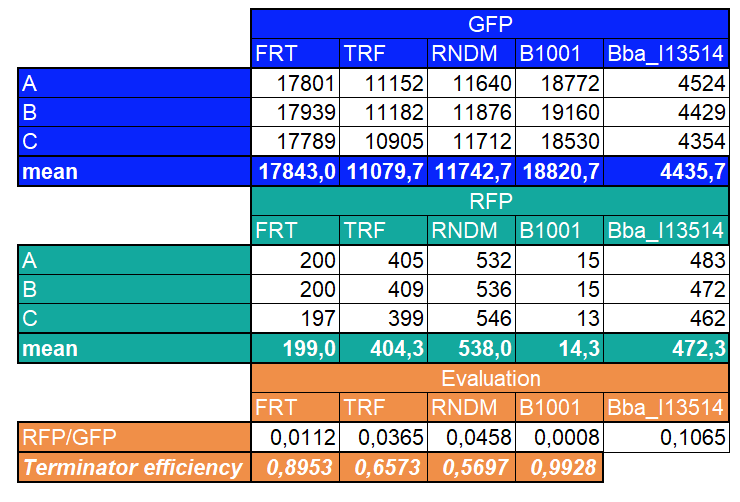 GFP
FRT TRF RNDM B1001 Bba_I13514
A 17801 11152 11640 18772 4524
B 17939 11182 11876 19160 4429
C 17789 10905 11712 18530 4354
mean 17843,0 11079,7 11742,7 18820,7 4435,7
RFP
FRT TRF RNDM B1001 Bba_I13514
A 200 405 532 15 483
B 200 409 536 15 472
C 197 399 546 13 462
mean 199,0 404,3 538,0 14,3 472,3
Evaluation
FRT TRF RNDM B1001 Bba_I13514
RFP/GFP 0,0112 0,0365 0,0458 0,0008 0,1065
Terminator efficiency 0,8953 0,6573 0,5697 0,9928